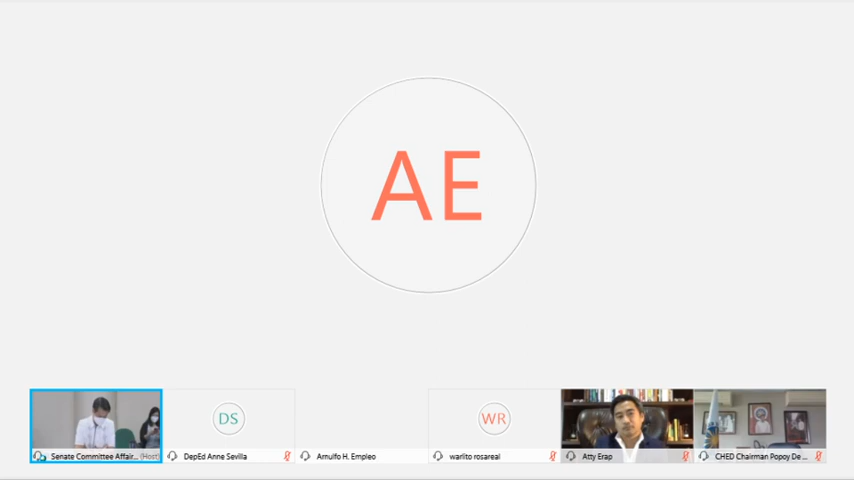 AE
DS
WR
Senate Committee Affair... (Host)
DepEd Anne Sevilla
Arnulfo H. Empleo
warlito rosareal
Atty Erap
CHED Chairman Popoy De ...